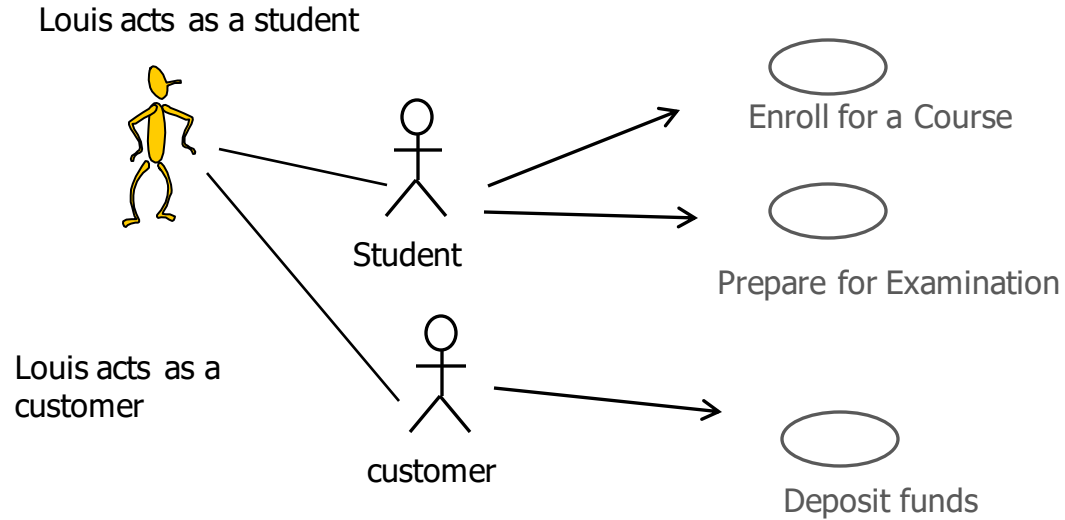 Louis acts as a student
Enroll for a Course
Student
Prepare for Examination
Louis acts as a
customer
customer
Deposit funds